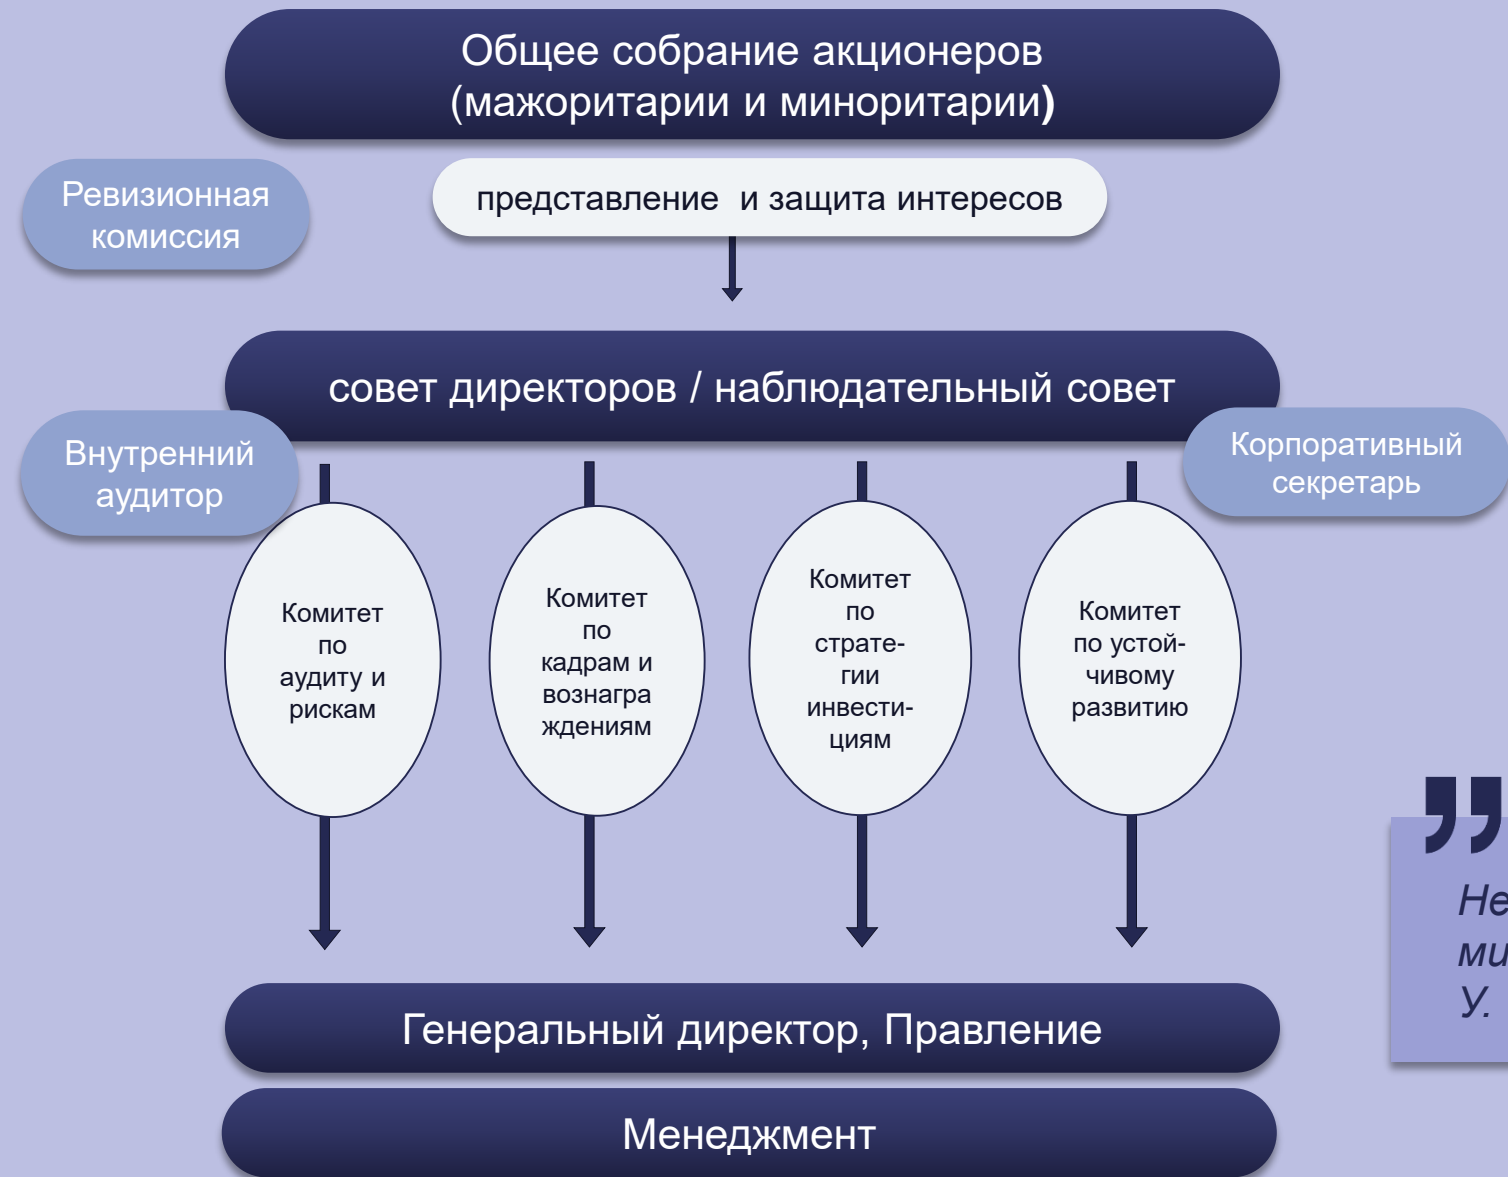 Общее собрание акционеров
(мажоритарии и миноритарии)
Ревизионная
комиссия
представление и защита интересов
совет директоров / наблюдательный совет
Внутренний
аудитор
Корпоративный
секретарь
Комитет
по
аудиту и
рискам
Комитет
по
кадрам и
вознагра
ждениям
Комитет
по
страте-
гии
инвести-
циям
Комитет
по устой-
чивому
развитию
”
Не
У.
Генеральный директор, Правление
Менеджмент